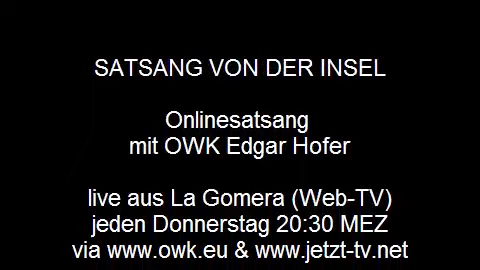 SATSANG VON DER INSEL
Onlinesatsang
mit OWK Edgar Hofer
live aus La Gomera (Web-TV)
jeden Donnerstag 20:30 MEZ
via www.owk.eu & www.jetzt-tv.net